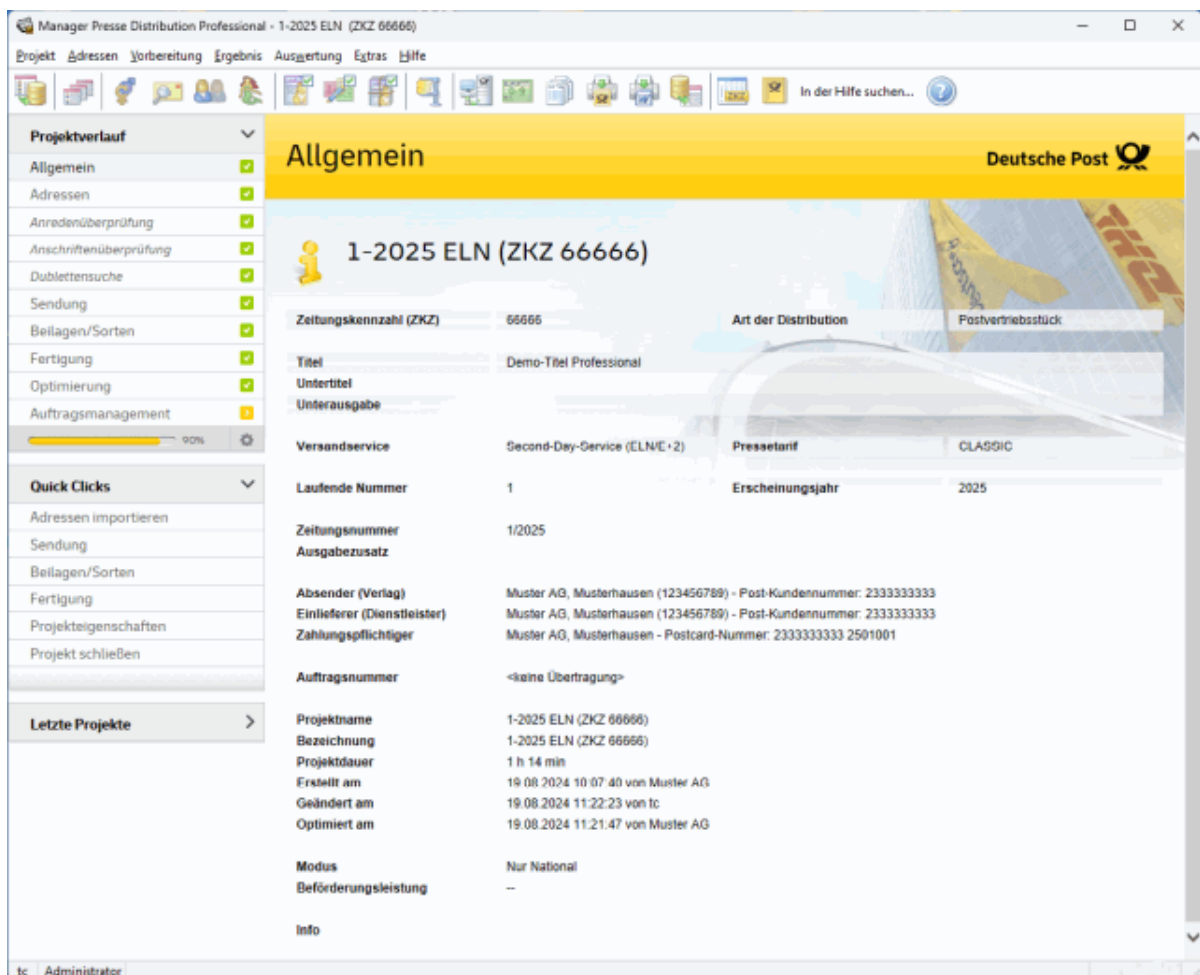 Manager Presse Distribution Professional - 1-2025 ELN (ZKZ 66666)
Projekt Adressen Vorbereitung Ergebnis Auswertung Extras Hilfe
In der Hilfe suchen...
Projektverlauf
Allgemein
Adressen
Anredenüberprüfung
Anschriftenüberprüfung
Dublettensuche
Sendung
Beilagen/Sorten
Fertigung
Optimierung
Auftragsmanagement
90%
Quick Clicks
Adressen importieren
Sendung
Beilagen/Sorten
Fertigung
Projekteigenschaften
Projekt schließen
Letzte Projekte
Allgemein
Deutsche Post
1-2025 ELN (ZKZ 66666)
Zeitungskennzahl (ZKZ) 66666 Art der Distribution Postvertriebsstück
Titel Demo-Titel Professional
Untertitel
Unterausgabe
Versandservice Second-Day-Service (ELN/E+2) Pressetarif CLASSIC
Laufende Nummer 1 Erscheinungsjahr 2025
Zeitungsnummer 1/2025
Ausgabezusatz
Absender (Verlag) Muster AG, Musterhausen (123456789) - Post-Kundennummer: 2333333333
Einlieferer (Dienstleister) Muster AG, Musterhausen (123456789) - Post-Kundennummer: 2333333333
Zahlungspflichtiger Muster AG, Musterhausen - Postcard-Nummer: 2333333333 2501001
Auftragsnummer <keine Übertragung>
Projektname 1-2025 ELN (ZKZ 66666)
Bezeichnung 1-2025 ELN (ZKZ 66666)
Projektdauer 1 h 14 min
Erstellt am 19.08.2024 10:07:40 von Muster AG
Geändert am 19.08.2024 11:22:23 von tc
Optimiert am 19.08.2024 11:21:47 von Muster AG
Modus Nur National
Beförderungsleistung --
Info
tc Administrator